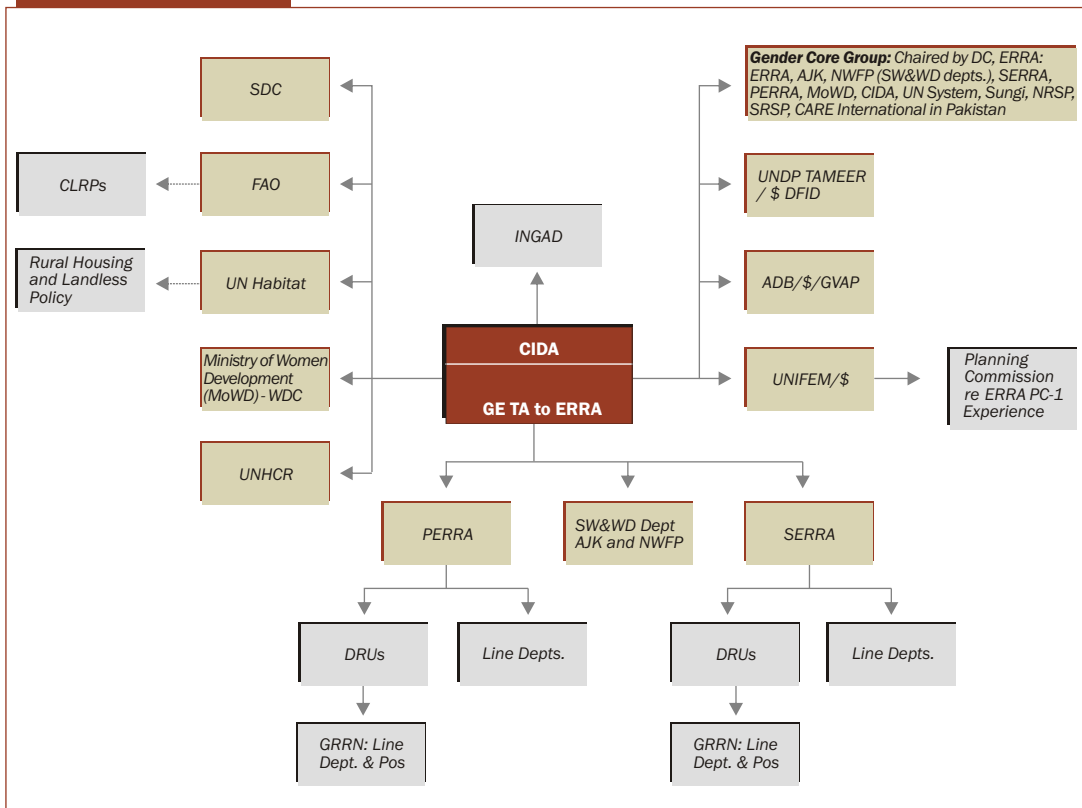 SDC
Gender Core Group: Chaired by DC, ERRA:
ERRA, AJK, NWFP (SW&WD depts.), SERRA,
PERRA, MoWD, CIDA, UN System, Sungi, NRSP,
SRSP, CARE International in Pakistan
CLRPs
FAO
UNDP TAMEER
/ $ DFID
INGAD
Rural Housing
and Landless
Policy
UN Habitat
ADB/$/GVAP
CIDA
GE TA to ERRA
Ministry of Women
Development
(MoWD) - WDC
UNIFEM/$
Planning
Commission
re ERRA PC-1
Experience
UNHCR
PERRA
SW&WD Dept
AJK and NWFP
SERRA
DRUs
Line Depts.
DRUs
Line Depts.
GRRN: Line
Dept. & Pos
GRRN: Line
Dept. & Pos